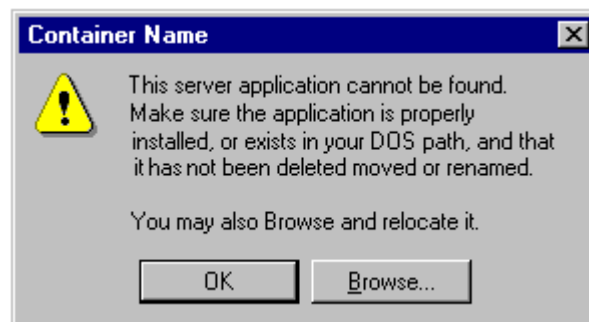 Container Name
This server application cannot be found.
Make sure the application is properly
installed, or exists in your DOS path, and that
it has not been deleted moved or renamed.
You may also Browse and relocate it.
OK
Browse...